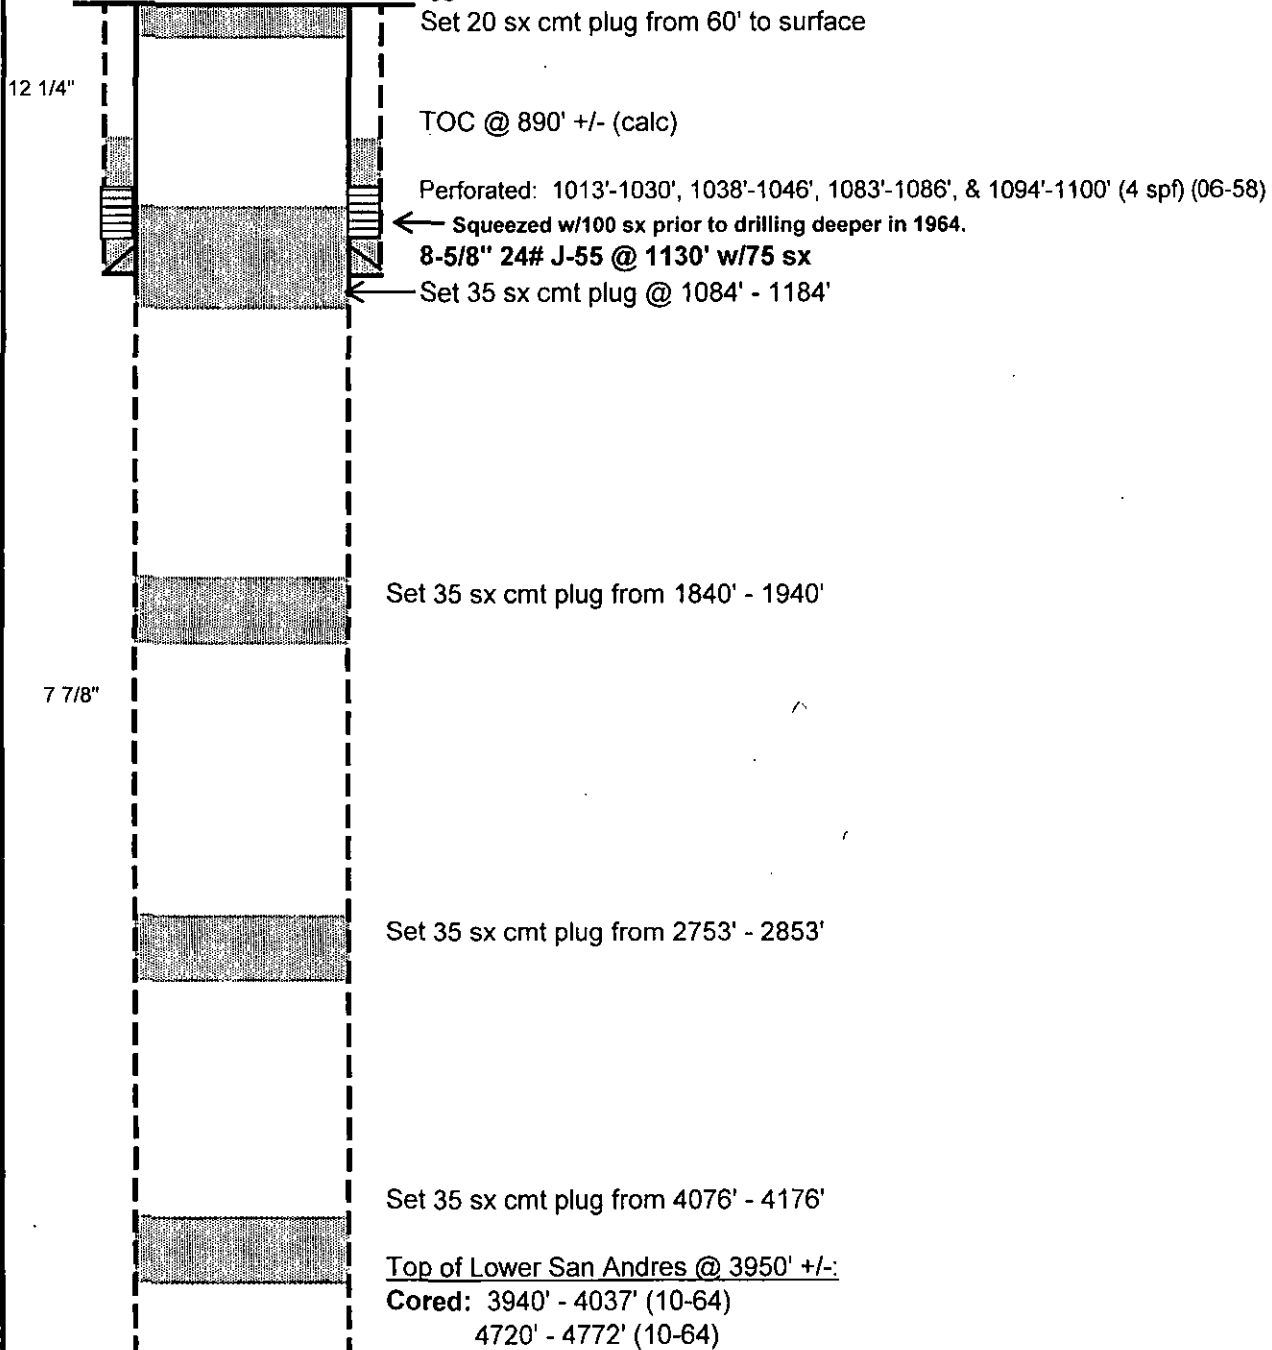 Set 20 sx cmt plug from 60' to surface
12 1/4"
TOC @ 890' +/- (calc)
Perforated: 1013'-1030', 1038'-1046', 1083'-1086', & 1094'-1100' (4 spf) (06-58)
Squeezed w/100 sx prior to drilling deeper in 1964.
8-5/8" 24# J-55 @ 1130' w/75 sx
Set 35 sx cmt plug @ 1084' - 1184'
Set 35 sx cmt plug from 1840' - 1940'
7 7/8"
Set 35 sx cmt plug from 2753' - 2853'
Set 35 sx cmt plug from 4076' - 4176'
Top of Lower San Andres @ 3950' +/-:
Cored: 3940' - 4037' (10-64)
4720' - 4772' (10-64)